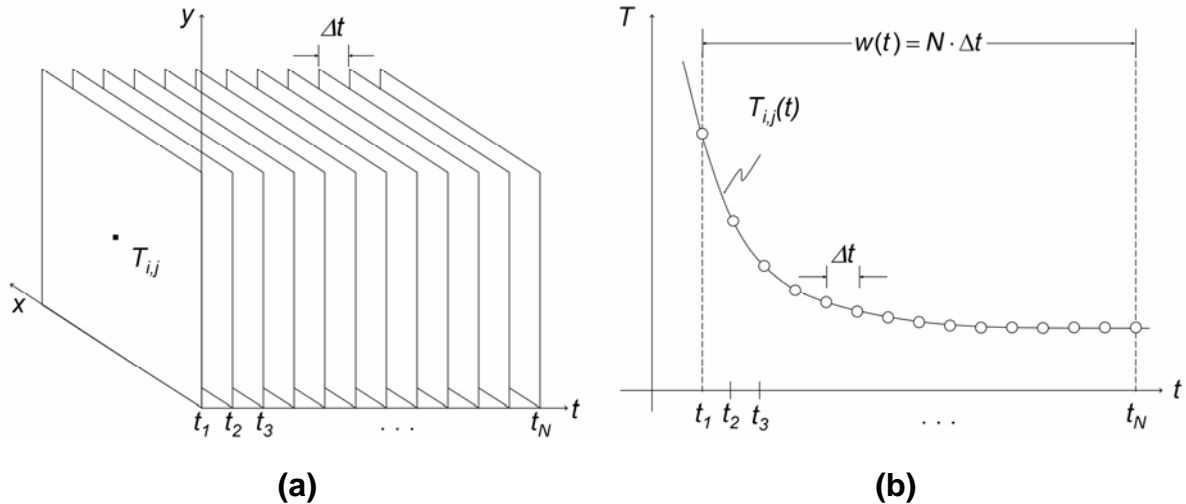 y
Δt
T_{i,j}
x
t_1 t_2 t_3 . . . t_N t
(a)
T
w(t) = N · Δt
T_{i,j}(t)
Δt
t_1 t_2 t_3 . . . t_N t
(b)